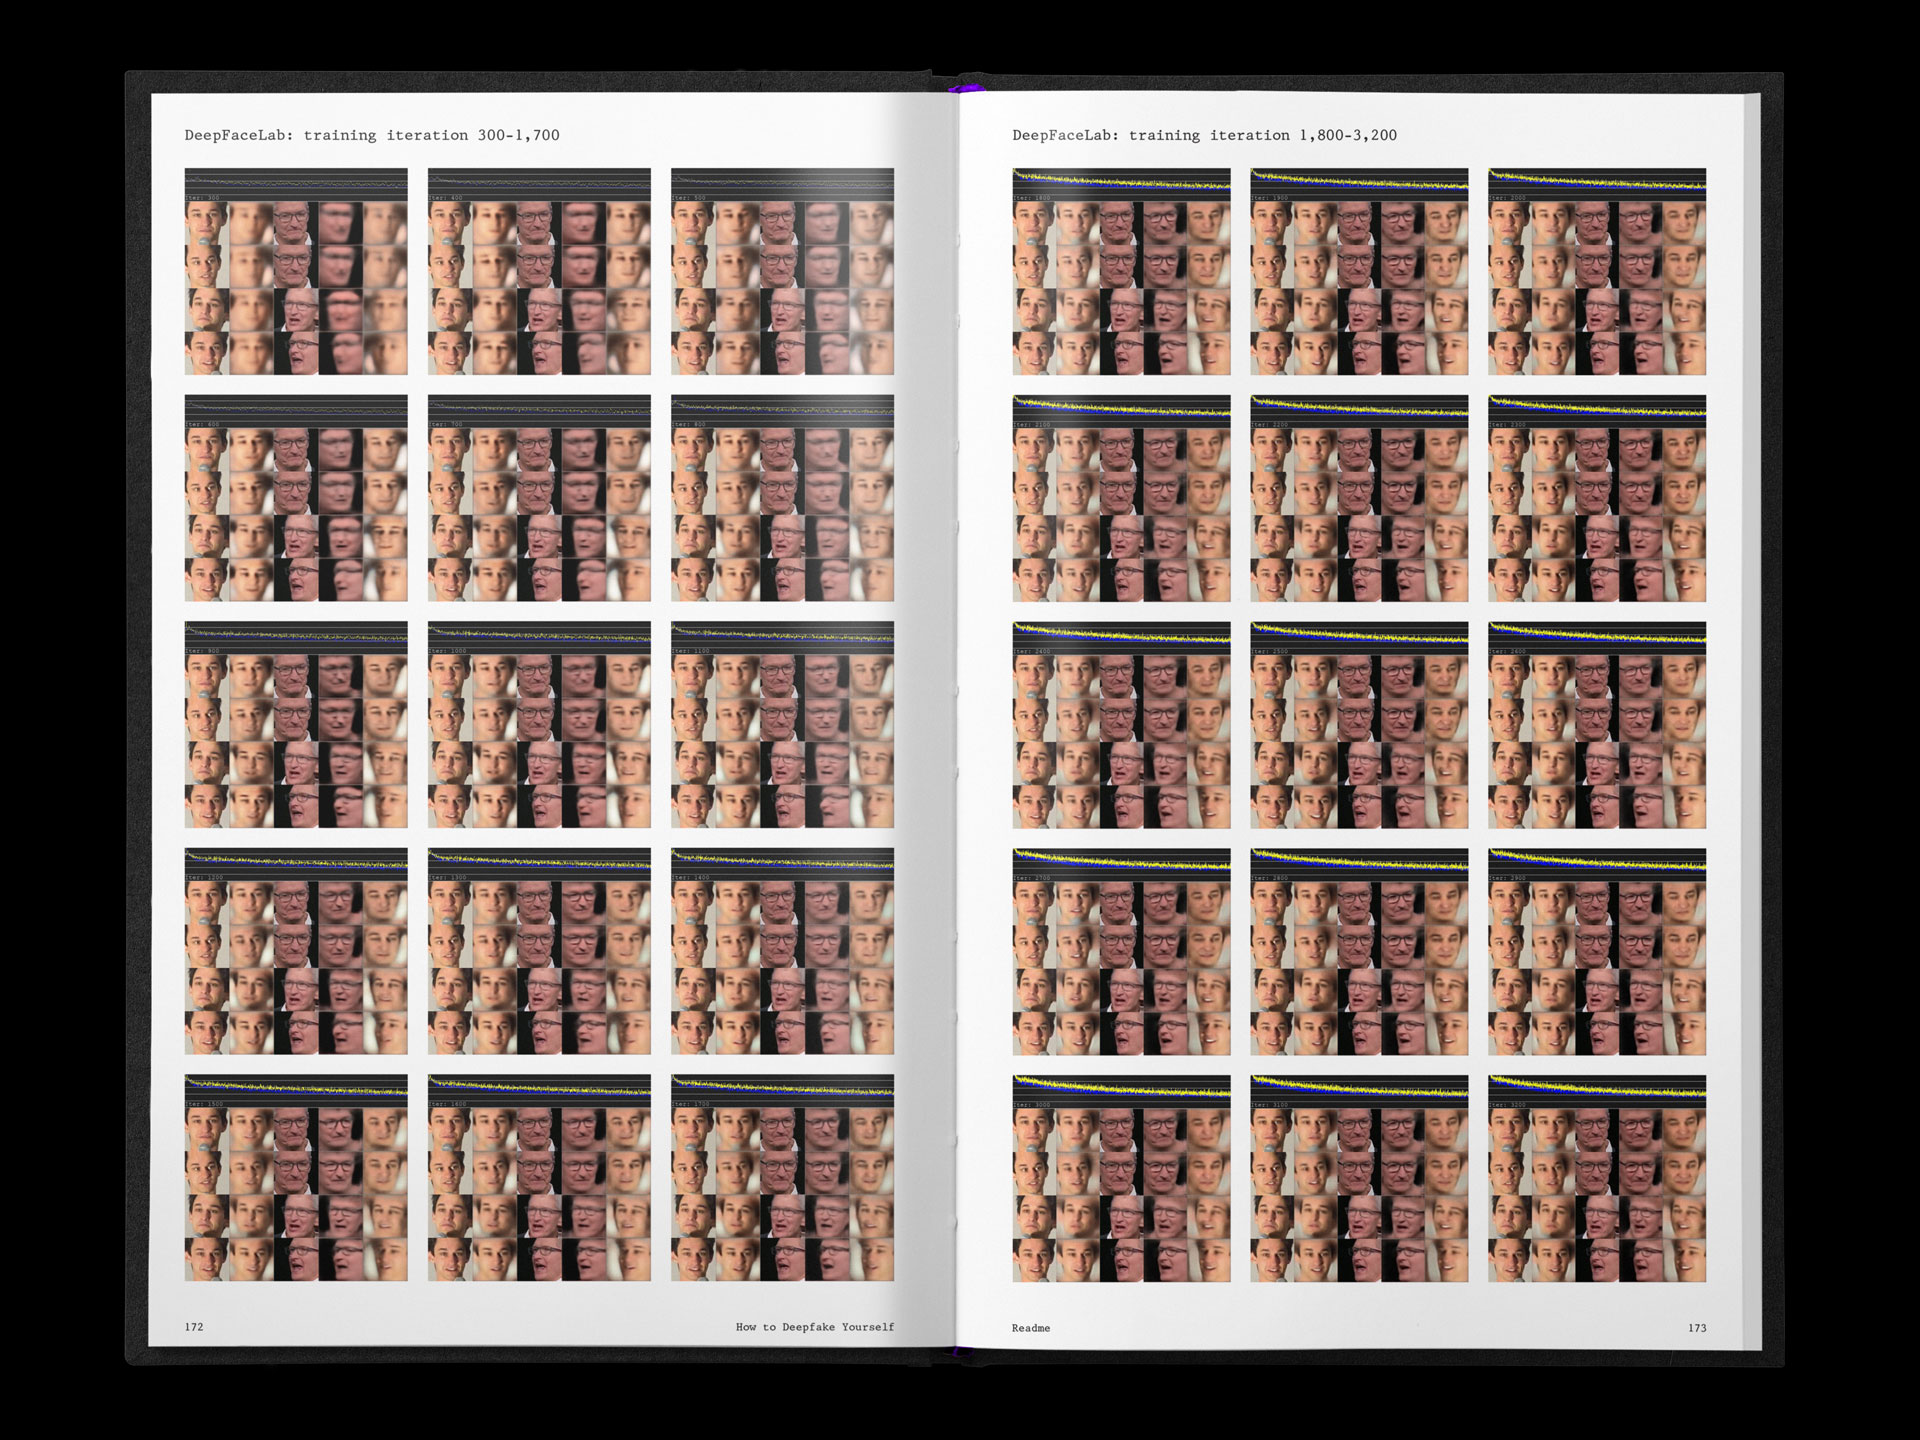 DeepFaceLab: training iteration 300-1,700
Iter: 300
Iter: 400
Iter: 500
Iter: 600
Iter: 700
Iter: 800
Iter: 900
Iter: 1000
Iter: 1100
Iter: 1200
Iter: 1300
Iter: 1400
Iter: 1500
Iter: 1600
Iter: 1700
172
How to Deepfake Yourself
DeepFaceLab: training iteration 1,800-3,200
Iter: 1800
Iter: 1900
Iter: 2000
Iter: 2100
Iter: 2200
Iter: 2300
Iter: 2400
Iter: 2500
Iter: 2600
Iter: 2700
Iter: 2800
Iter: 2900
Iter: 3000
Iter: 3100
Iter: 3200
Readme
173